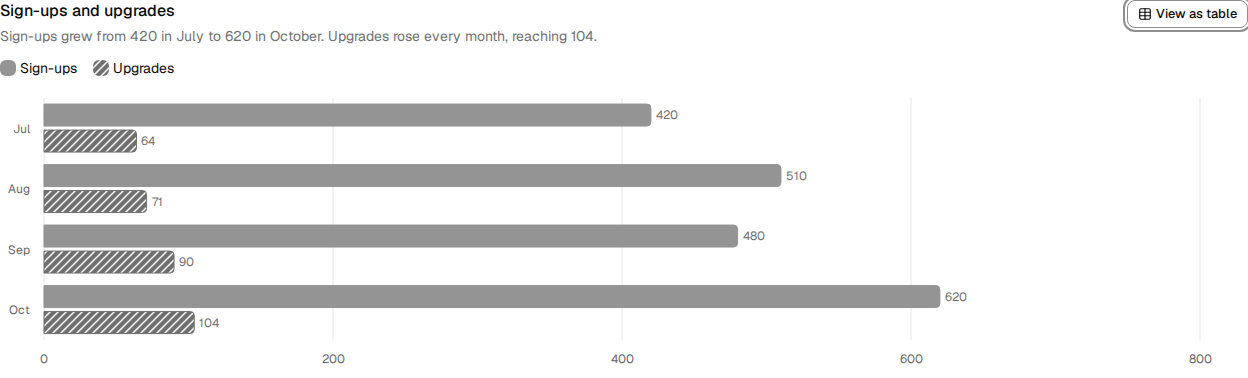 Sign-ups and upgrades
View as table
Sign-ups grew from 420 in July to 620 in October. Upgrades rose every month, reaching 104.
Sign-ups
Upgrades
Jul
420
64
Aug
510
71
Sep
480
90
Oct
620
104
0
200
400
600
800